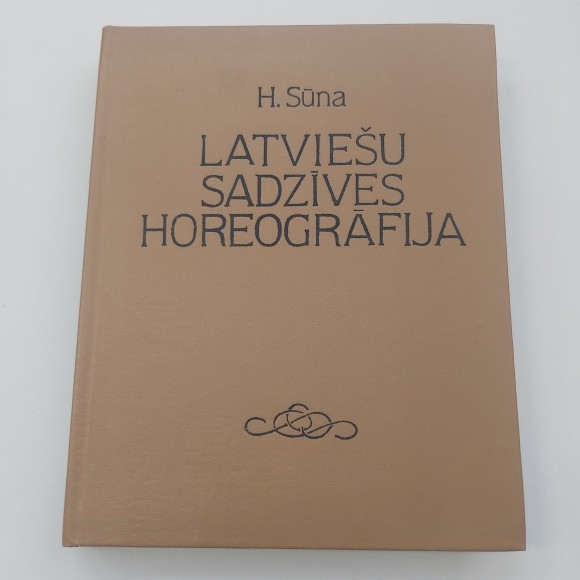 H. Sūna
LATVIEŠU
SADZĪVES
HOREOGRĀFIJA